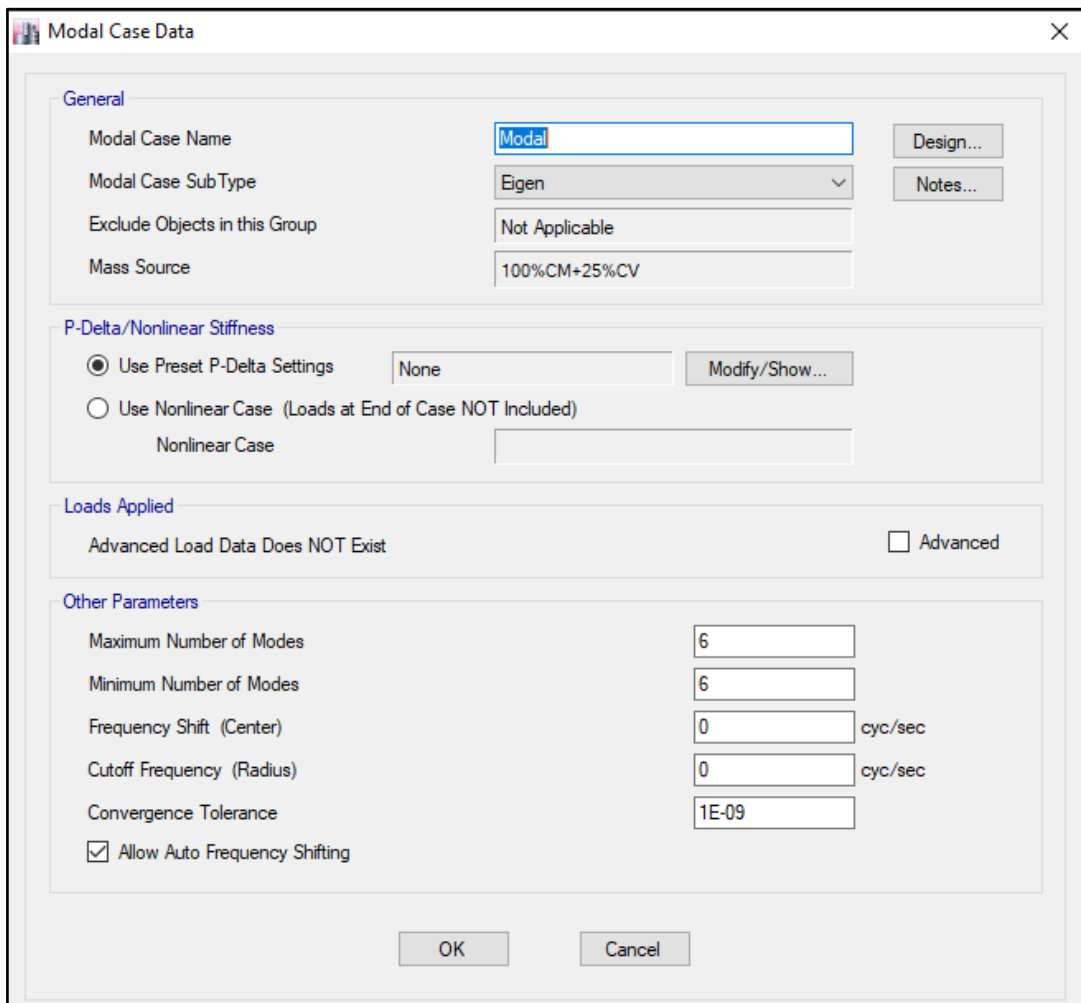 Modal Case Data
General
Modal Case Name Modal Design...
Modal Case SubType Eigen Notes...
Exclude Objects in this Group Not Applicable
Mass Source 100%CM+25%CV
P-Delta/Nonlinear Stiffness
Use Preset P-Delta Settings None Modify/Show...
Use Nonlinear Case (Loads at End of Case NOT Included)
Nonlinear Case
Loads Applied
Advanced Load Data Does NOT Exist Advanced
Other Parameters
Maximum Number of Modes 6
Minimum Number of Modes 6
Frequency Shift (Center) 0 cyc/sec
Cutoff Frequency (Radius) 0 cyc/sec
Convergence Tolerance 1E-09
Allow Auto Frequency Shifting
OK Cancel